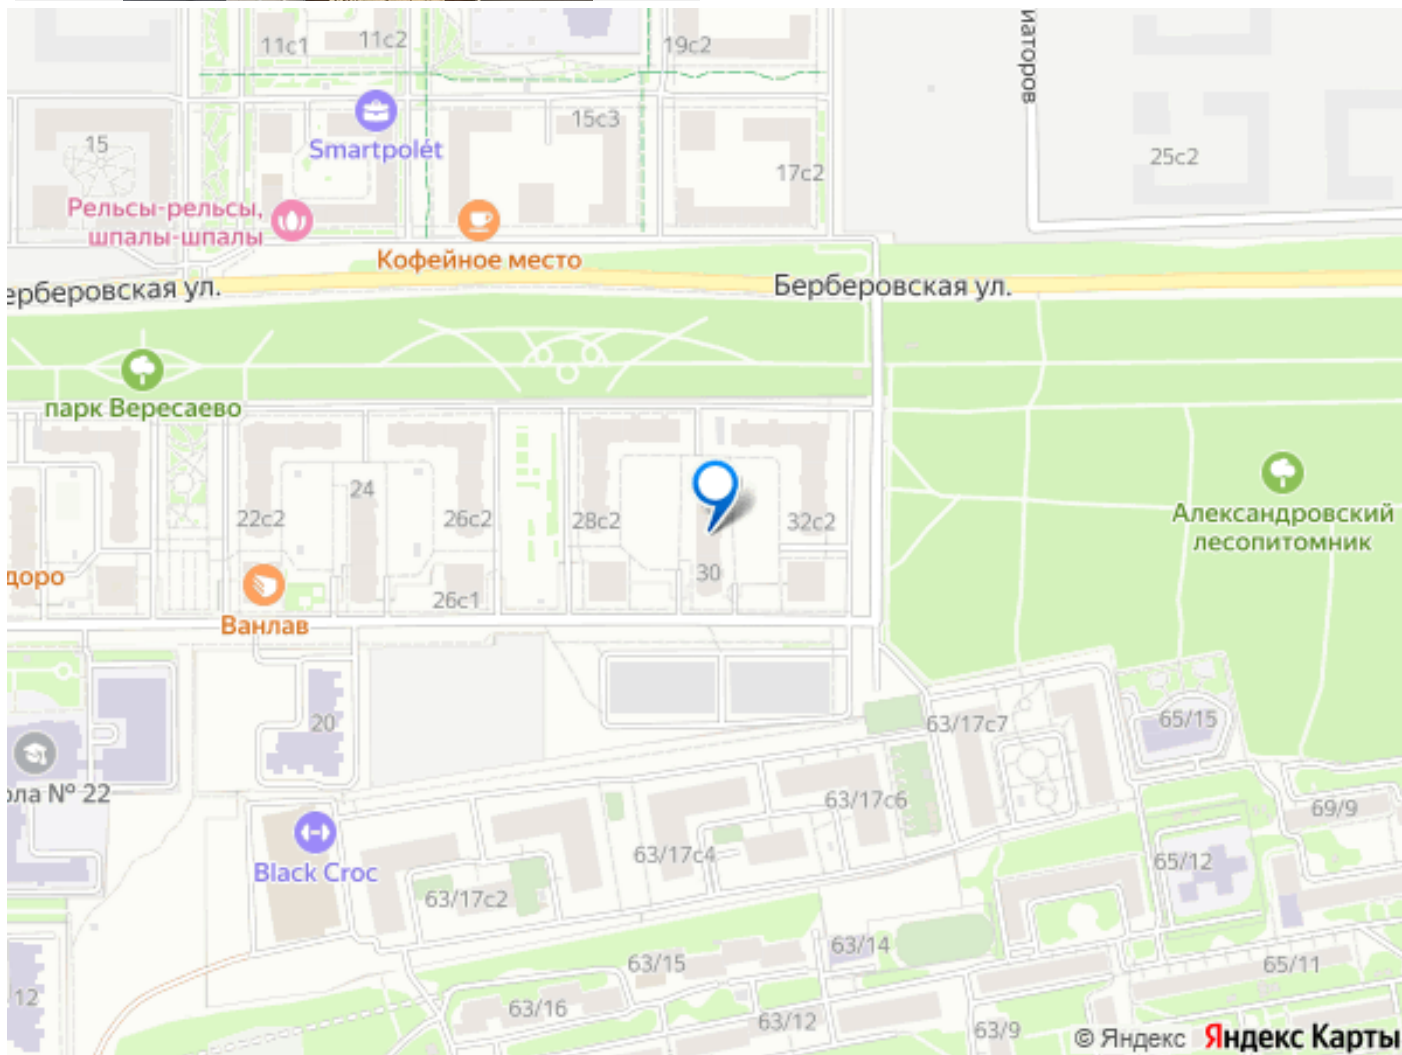 11с1
11с2
19с2
иаторов
15
Smartpolét
15с3
17с2
25с2
Рельсы-рельсы,
шпалы-шпалы
Кофейное место
ерберовская ул.
Берберовская ул.
парк Вересаево
24
22с2
26с2
28с2
32с2
Александровский
лесопитомник
доро
30
26с1
Ванлав
20
63/17с7
65/15
ола № 22
63/17с6
69/9
Black Croc
63/17с4
65/12
63/17с2
63/14
63/15
65/11
12
63/16
63/12
63/9
© Яндекс Яндекс Карты